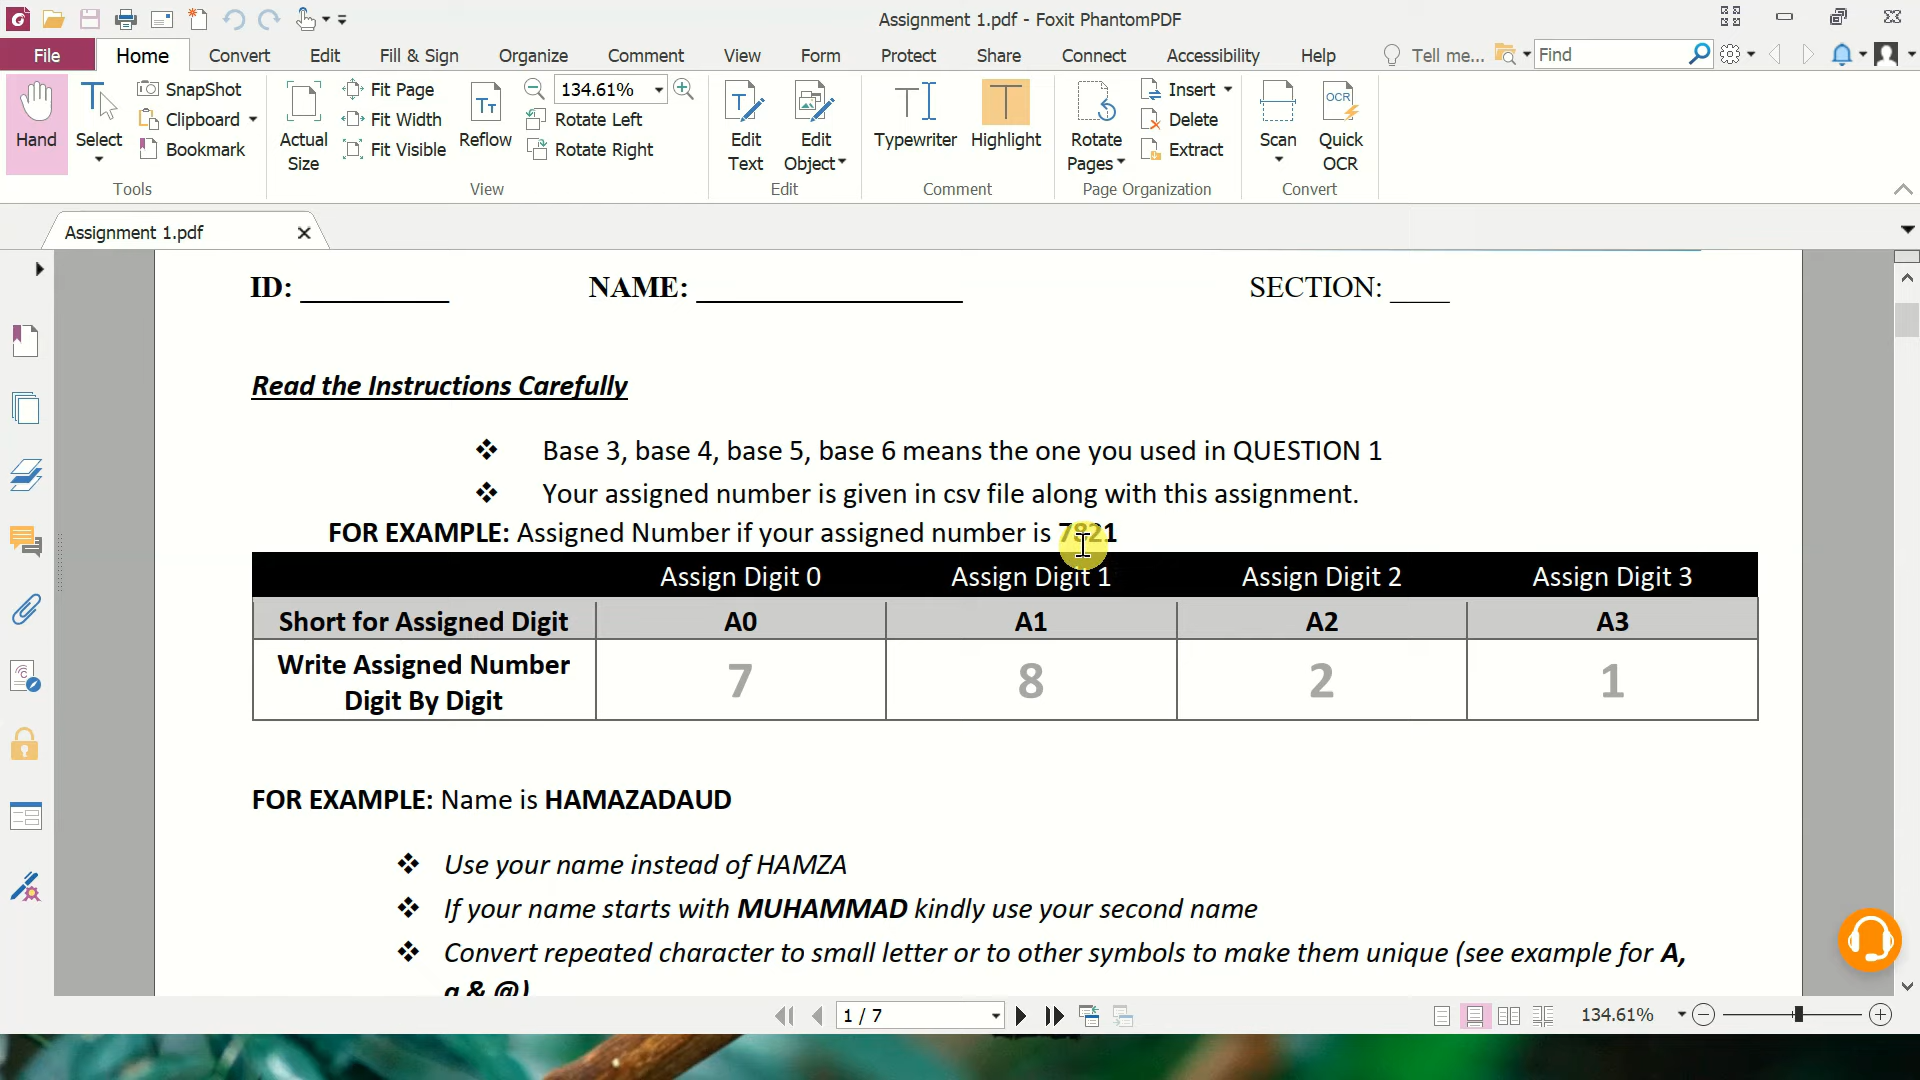 Assignment 1.pdf - Foxit PhantomPDF
File Home Convert Edit Fill & Sign Organize Comment View Form Protect Share Connect Accessibility Help Tell me... Find
Hand
Select
SnapShot
Clipboard
Bookmark
Tools
Actual Size
Fit Page
Fit Width
Fit Visible
Reflow
134.61%
Rotate Left
Rotate Right
View
Edit Text
Edit Object
Edit
Typewriter
Highlight
Comment
Rotate Pages
Insert
Delete
Extract
Page Organization
Scan
OCR
Quick OCR
Convert
Assignment 1.pdf
ID: __________ NAME: __________________ SECTION: ____
Read the Instructions Carefully
❖ Base 3, base 4, base 5, base 6 means the one you used in QUESTION 1
❖ Your assigned number is given in csv file along with this assignment.
FOR EXAMPLE: Assigned Number if your assigned number is 7821
Assign Digit 0 Assign Digit 1 Assign Digit 2 Assign Digit 3
Short for Assigned Digit A0 A1 A2 A3
Write Assigned Number Digit By Digit 7 8 2 1
FOR EXAMPLE: Name is HAMAZADAUD
❖ Use your name instead of HAMZA
❖ If your name starts with MUHAMMAD kindly use your second name
❖ Convert repeated character to small letter or to other symbols to make them unique (see example for A,
a & @)
1 / 7
134.61%